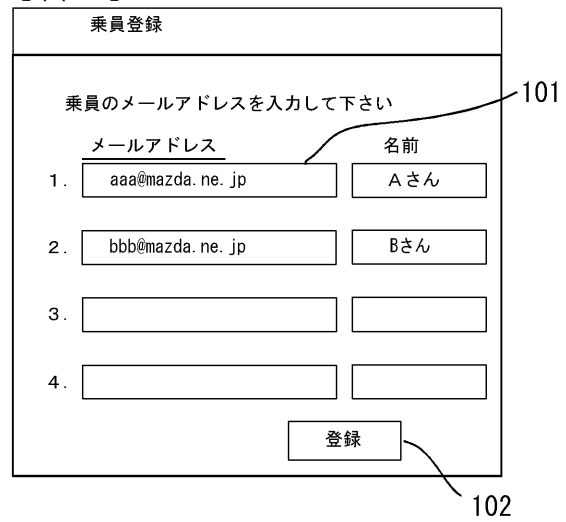 乗員登録
乗員のメールアドレスを入力して下さい
101
メールアドレス 名前
1. aaa@mazda.ne.jp Aさん
2. bbb@mazda.ne.jp Bさん
3.
4.
登録
102